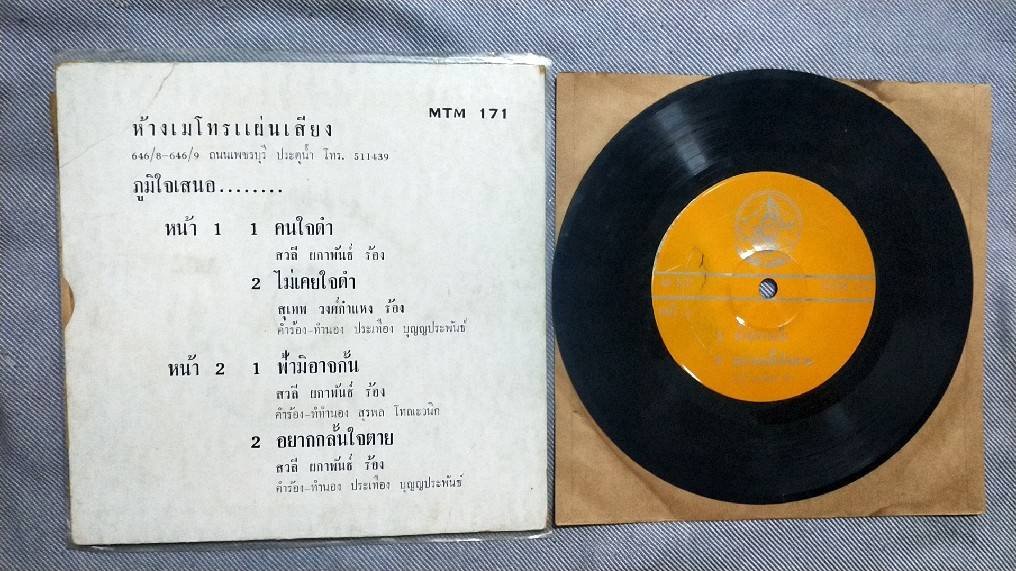 MTM 171
ห้างเมโทรแผ่นเสียง
646/8-646/9 ถนนเพชรบุรี ประตูน้ำ โทร. 511439
ภูมิใจเสนอ........
หน้า 1 1 คนใจดำ
สวลี ผกาพันธ์ ร้อง
2 ไม่เคยใจดำ
สุเทพ วงศ์กำแหง ร้อง
คำร้อง-ทำนอง ประเทือง บุญญประพันธ์
หน้า 2 1 ฟ้ามิอาจกั้น
สวลี ผกาพันธ์ ร้อง
คำร้อง-ทำนอง สุรพล โทณะวนิก
2 อยากกลั้นใจตาย
สวลี ผกาพันธ์ ร้อง
คำร้อง-ทำนอง ประเทือง บุญญประพันธ์